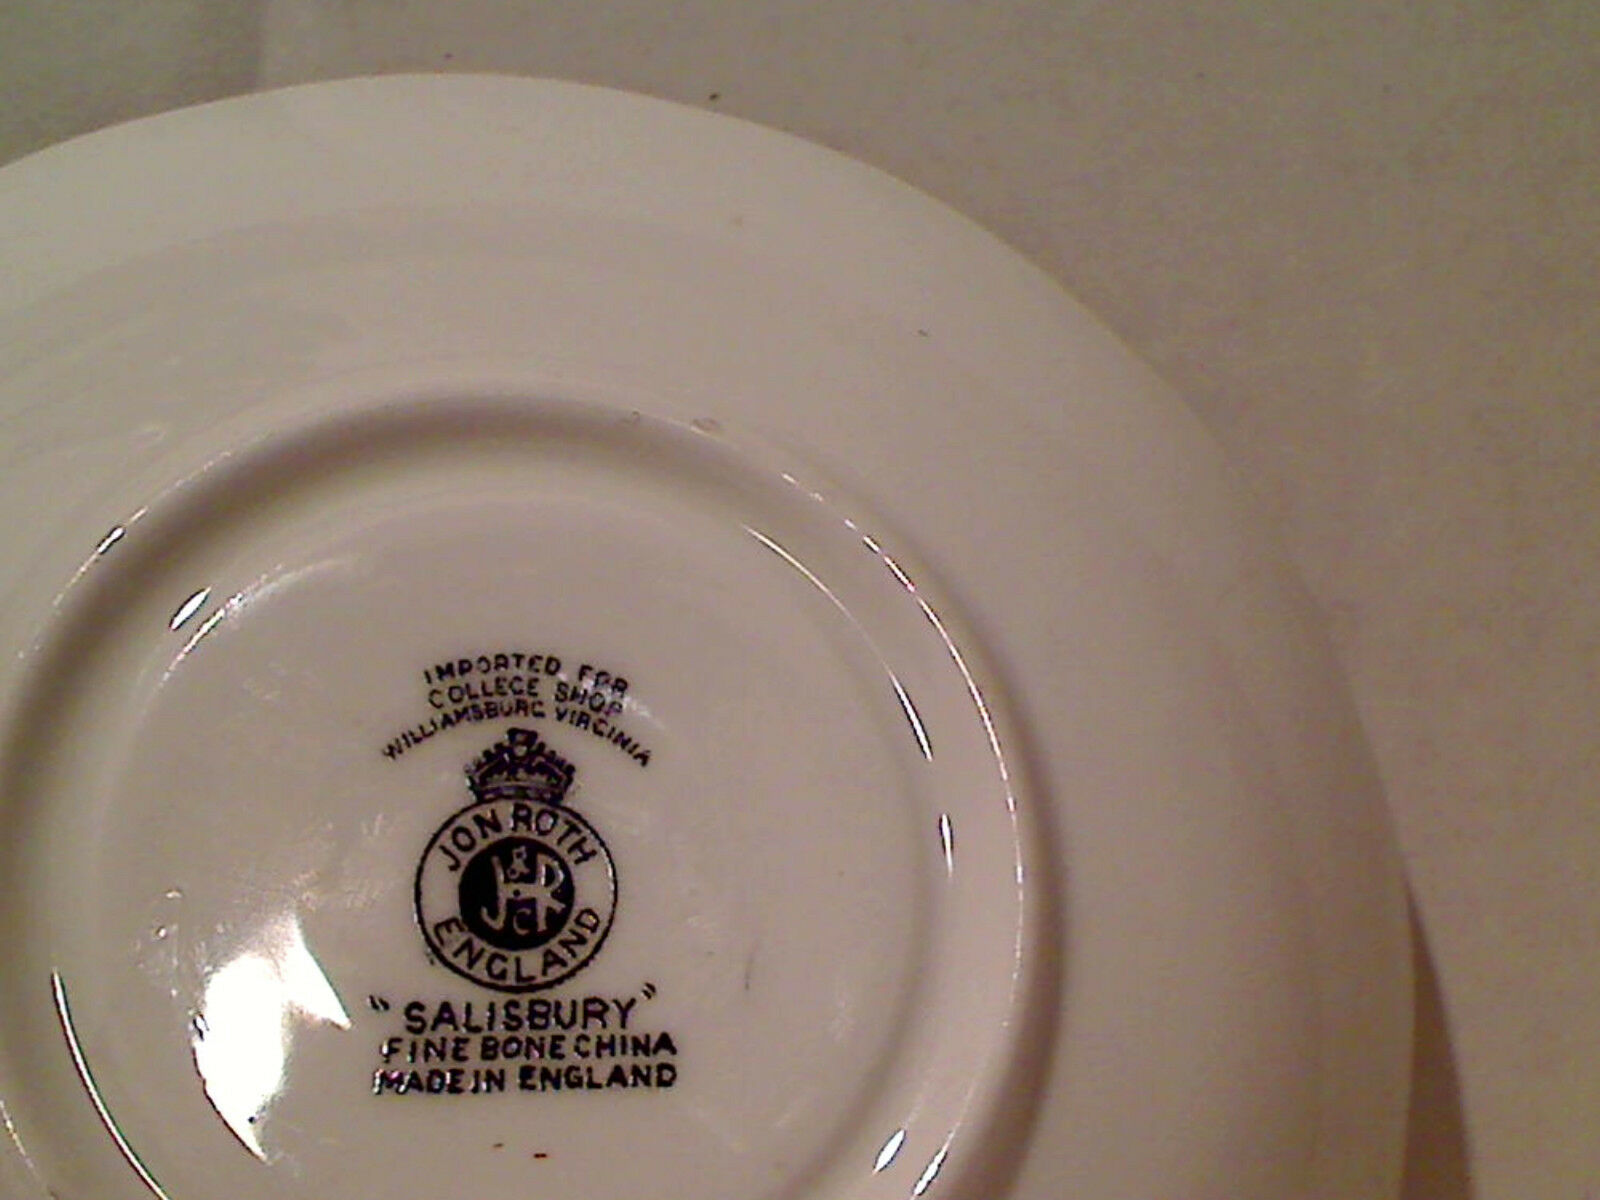 IMPORTED FOR
COLLEGE SHOP
WILLIAMSBURG VIRGINIA
JON ROTH
J & R
C
ENGLAND
"SALISBURY"
FINE BONE CHINA
MADE IN ENGLAND